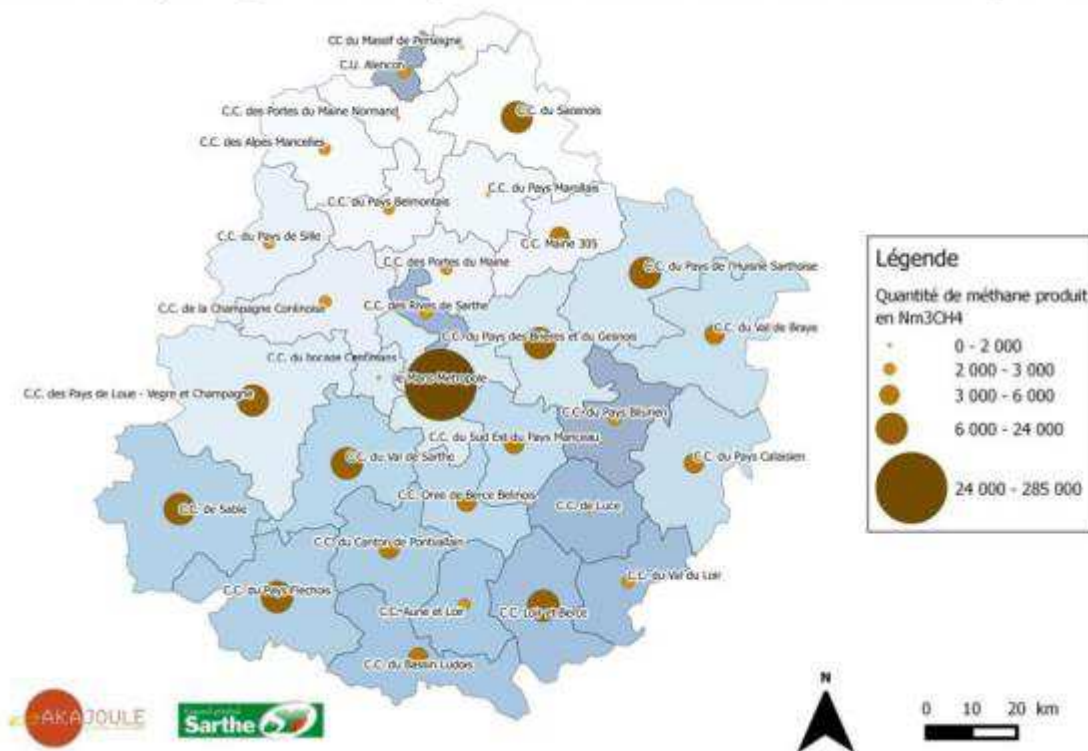 CC du Massif de Perseigne
C.U. Alencon
C.C. des Portes du Maine Normand
C.C. du Saosnois
C.C. des Alpes Mancelles
C.C. du Pays Marollais
C.C. du Pays Belmontais
C.C. du Pays de Sille
C.C. Maine 301
C.C. des Portes du Maine
C.C. du Pays de l'Huisne Sarthoise
C.C. de la Champagne Conlinoise
C.C. des Rives de Sarthe
C.C. du Pays des Brières et du Gesnois
C.C. du Val de Braye
C.C. du bocage Cenomans
le Mans Metropole
C.C. des Pays de Loue - Vegre et Champagne
C.C. du Pays Bilurien
C.C. du Sud Est du Pays Manceau
C.C. du Val de Sarthe
C.C. du Pays Calaisien
C.C. de Sable
C.C. Oree de Berce Belinois
C.C. de Luce
C.C. du Canton de Pontvallain
C.C. du Val du Loir
C.C. du Pays Flechois
C.C. Aune et Loir
C.C. Loir et Berce
C.C. du Bassin Ludois
Légende
Quantité de méthane produit
en Nm3CH4
0 - 2 000
2 000 - 3 000
3 000 - 6 000
6 000 - 24 000
24 000 - 285 000
AKAJOULE
Sarthe
N
0 10 20 km